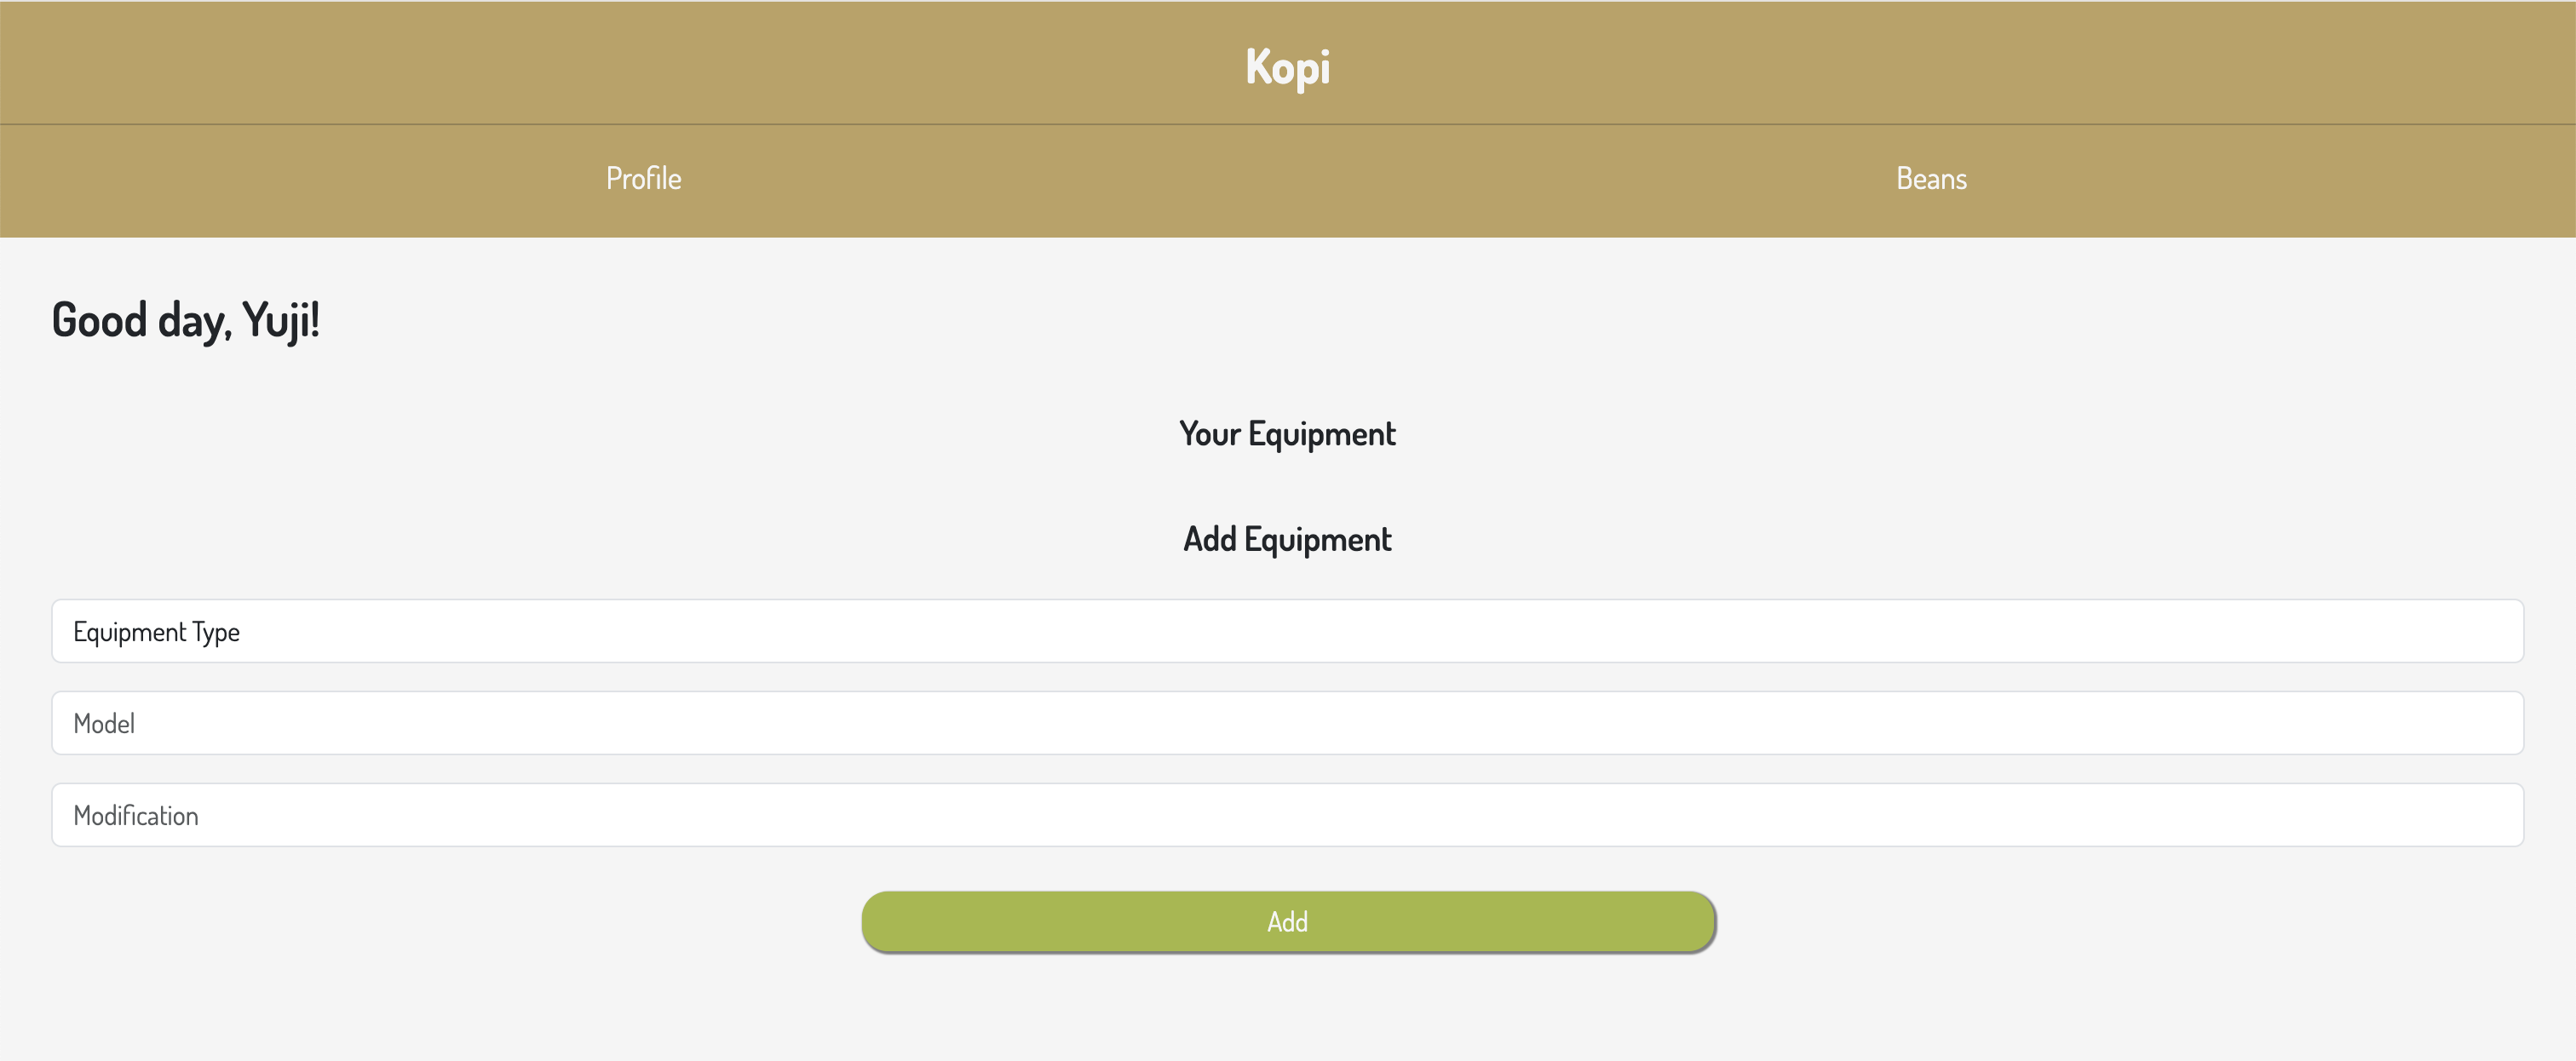 Kopi
Profile Beans
Good day, Yuji!
Your Equipment
Add Equipment
Equipment Type
Model
Modification
Add